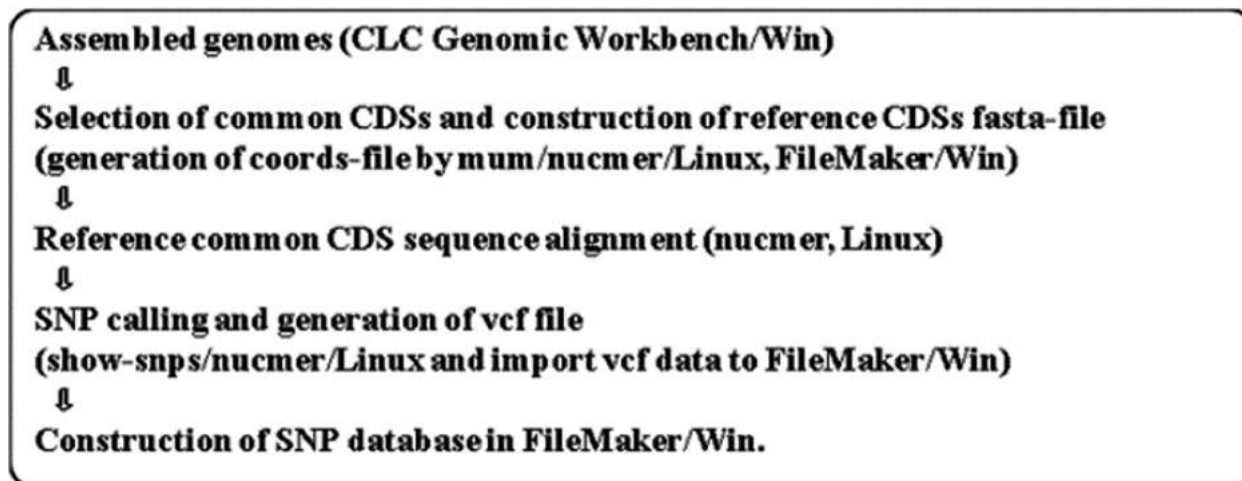 Assembled genomes (CLC Genomic Workbench/Win)
⇩
Selection of common CDSs and construction of reference CDSs fasta-file
(generation of coords-file by mum/nucmer/Linux, FileMaker/Win)
⇩
Reference common CDS sequence alignment (nucmer, Linux)
⇩
SNP calling and generation of vcf file
(show-snps/nucmer/Linux and import vcf data to FileMaker/Win)
⇩
Construction of SNP database in FileMaker/Win.